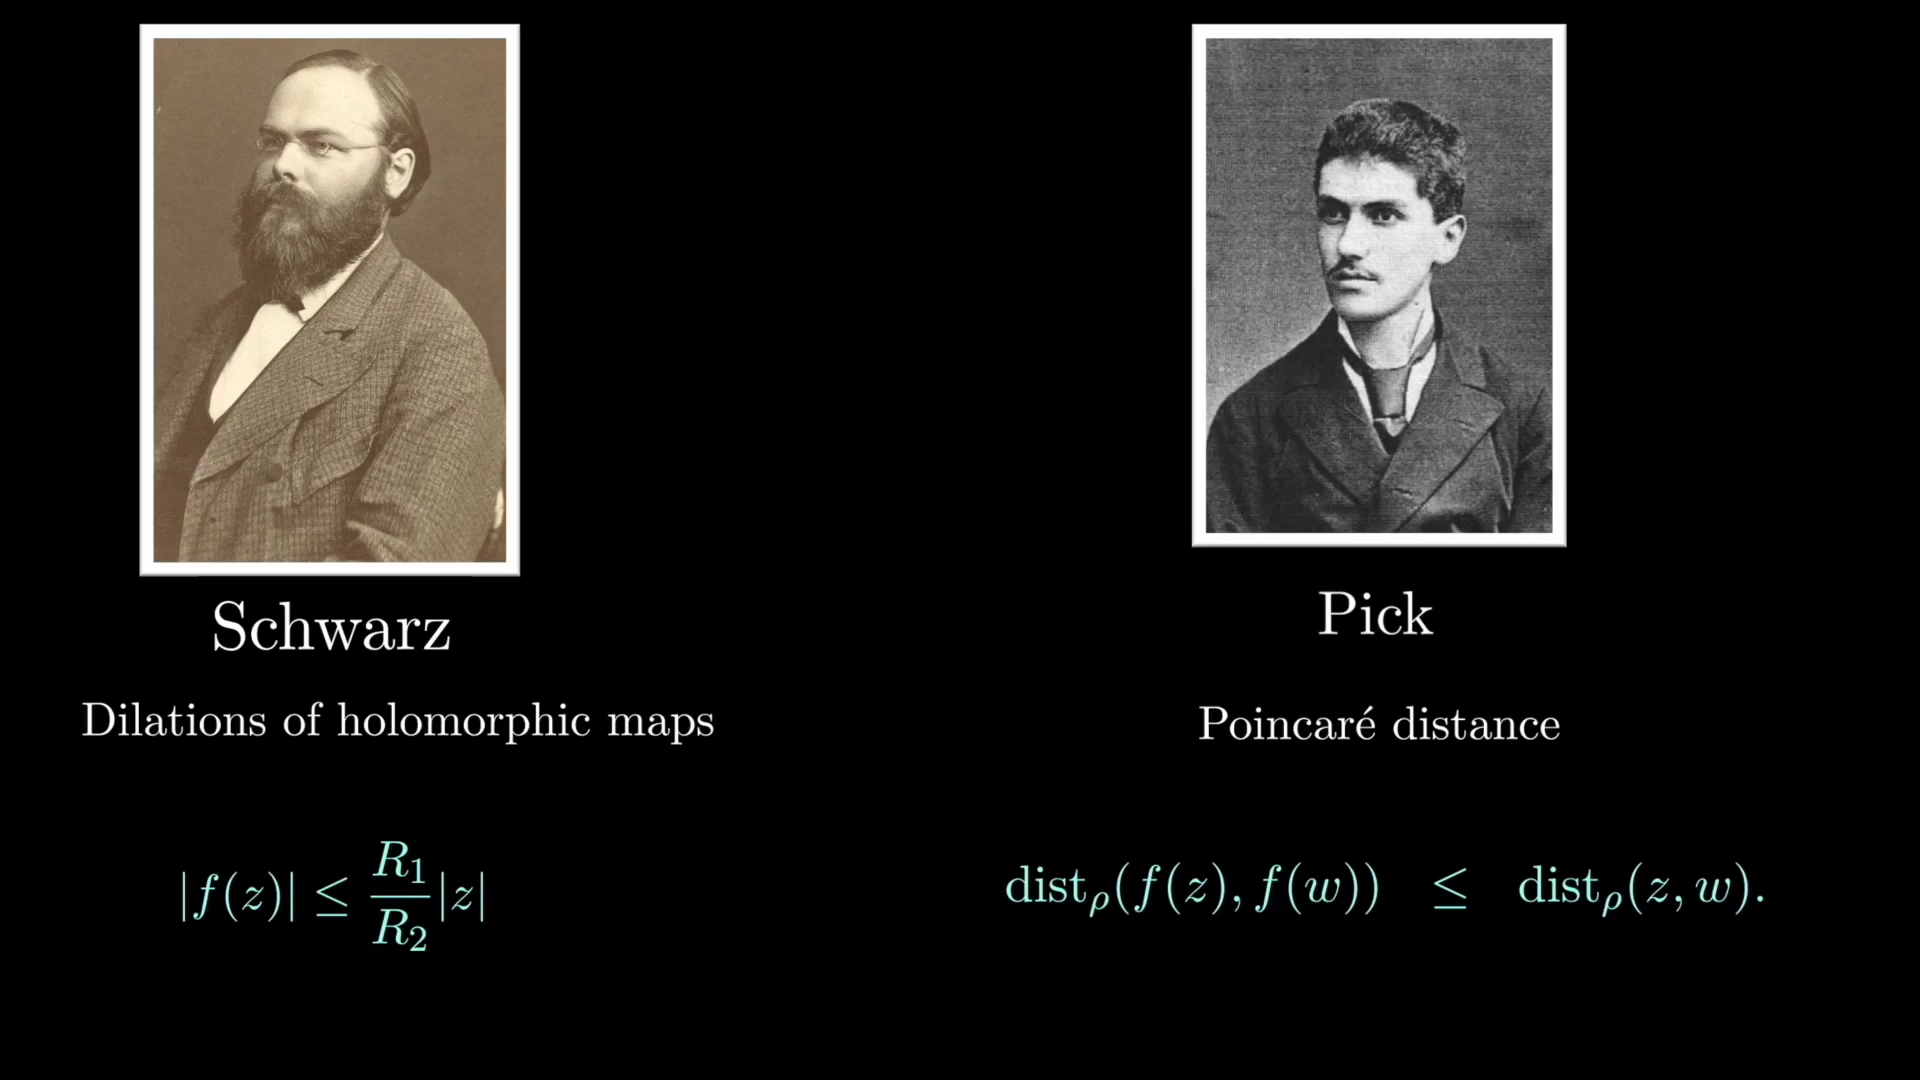 Schwarz
Dilations of holomorphic maps
|f(z)| ≤ R₁/R₂ |z|
Pick
Poincaré distance
dist_ρ(f(z), f(w)) ≤ dist_ρ(z, w).